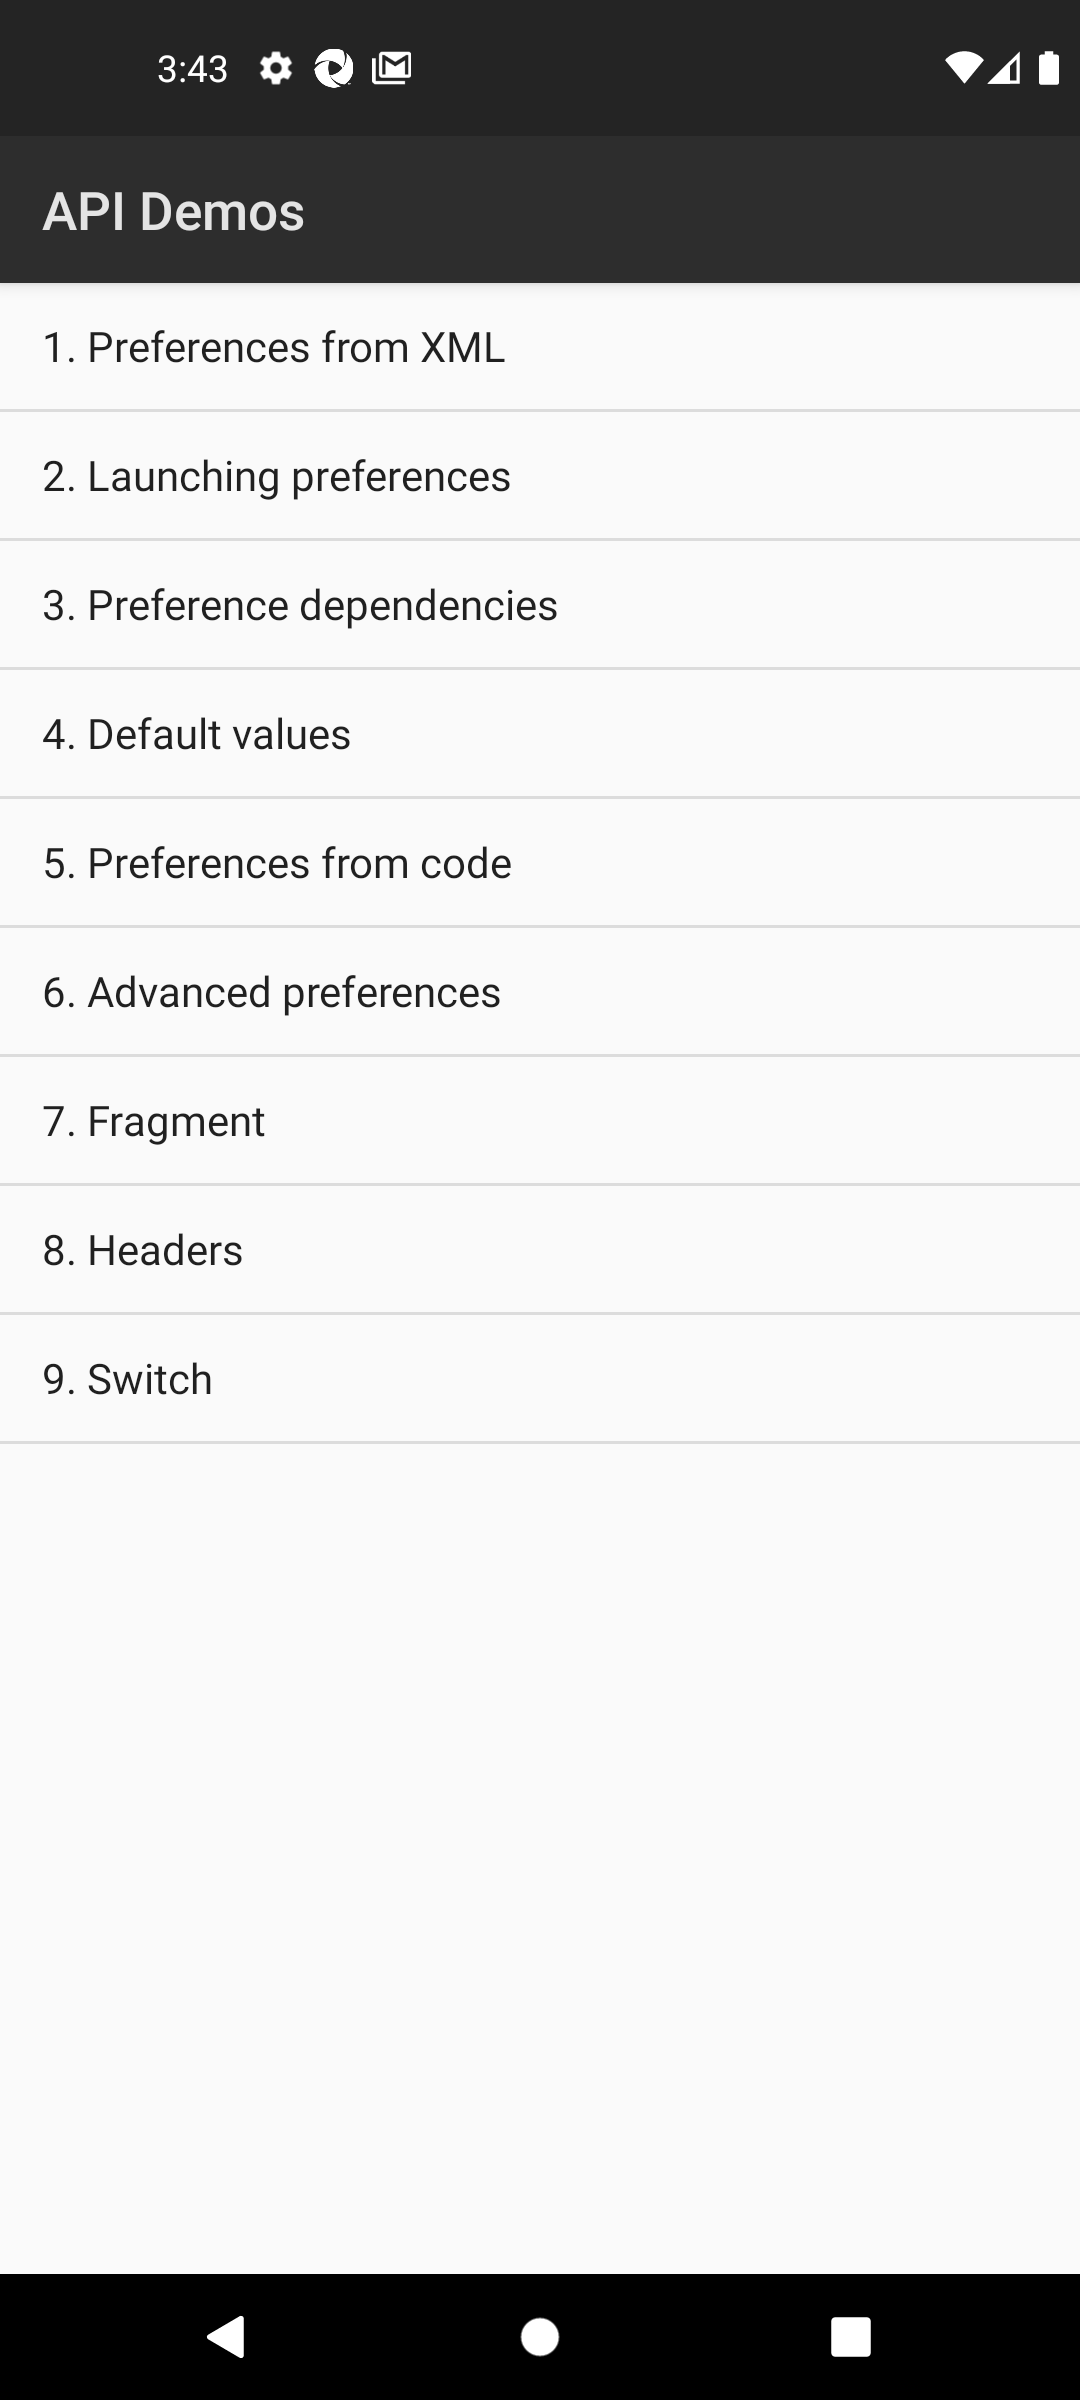 3:43
API Demos
1. Preferences from XML
2. Launching preferences
3. Preference dependencies
4. Default values
5. Preferences from code
6. Advanced preferences
7. Fragment
8. Headers
9. Switch